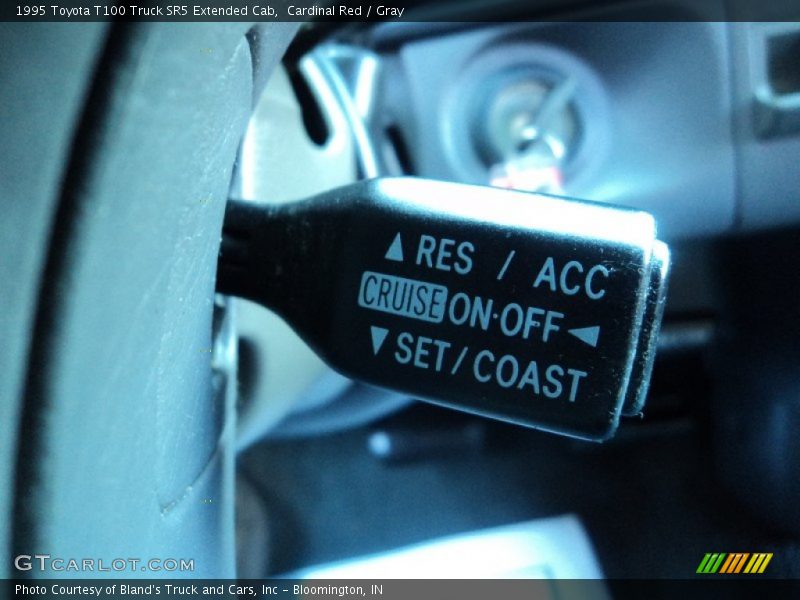 1995 Toyota T100 Truck SR5 Extended Cab,  Cardinal Red / Gray
▲ RES / ACC
CRUISE ON·OFF ◀
▼ SET / COAST
GTCARLOT.COM
Photo Courtesy of Bland's Truck and Cars, Inc - Bloomington, IN